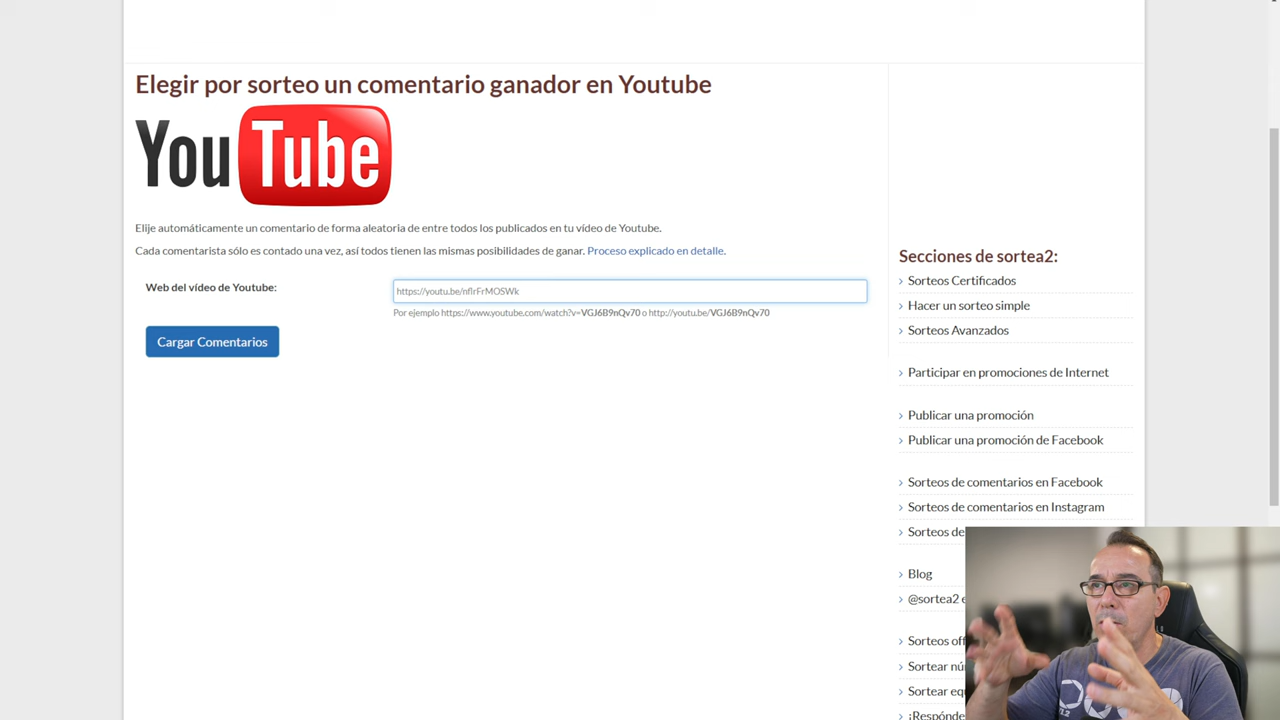 Elegir por sorteo un comentario ganador en Youtube
YouTube
Elije automáticamente un comentario de forma aleatoria de entre todos los publicados en tu vídeo de Youtube.
Cada comentarista sólo es contado una vez, así todos tienen las mismas posibilidades de ganar. Proceso explicado en detalle.
Web del vídeo de Youtube:
https://youtu.be/nflrFrMOSWk
Por ejemplo https://www.youtube.com/watch?v=VGJ6B9nQv70 o http://youtu.be/VGJ6B9nQv70
Cargar Comentarios
Secciones de sortea2:
Sorteos Certificados
Hacer un sorteo simple
Sorteos Avanzados
Participar en promociones de Internet
Publicar una promoción
Publicar una promoción de Facebook
Sorteos de comentarios en Facebook
Sorteos de comentarios en Instagram
Sorteos de
Blog
@sortea2 e
Sorteos off
Sortear nú
Sortear equ
¡Respónde